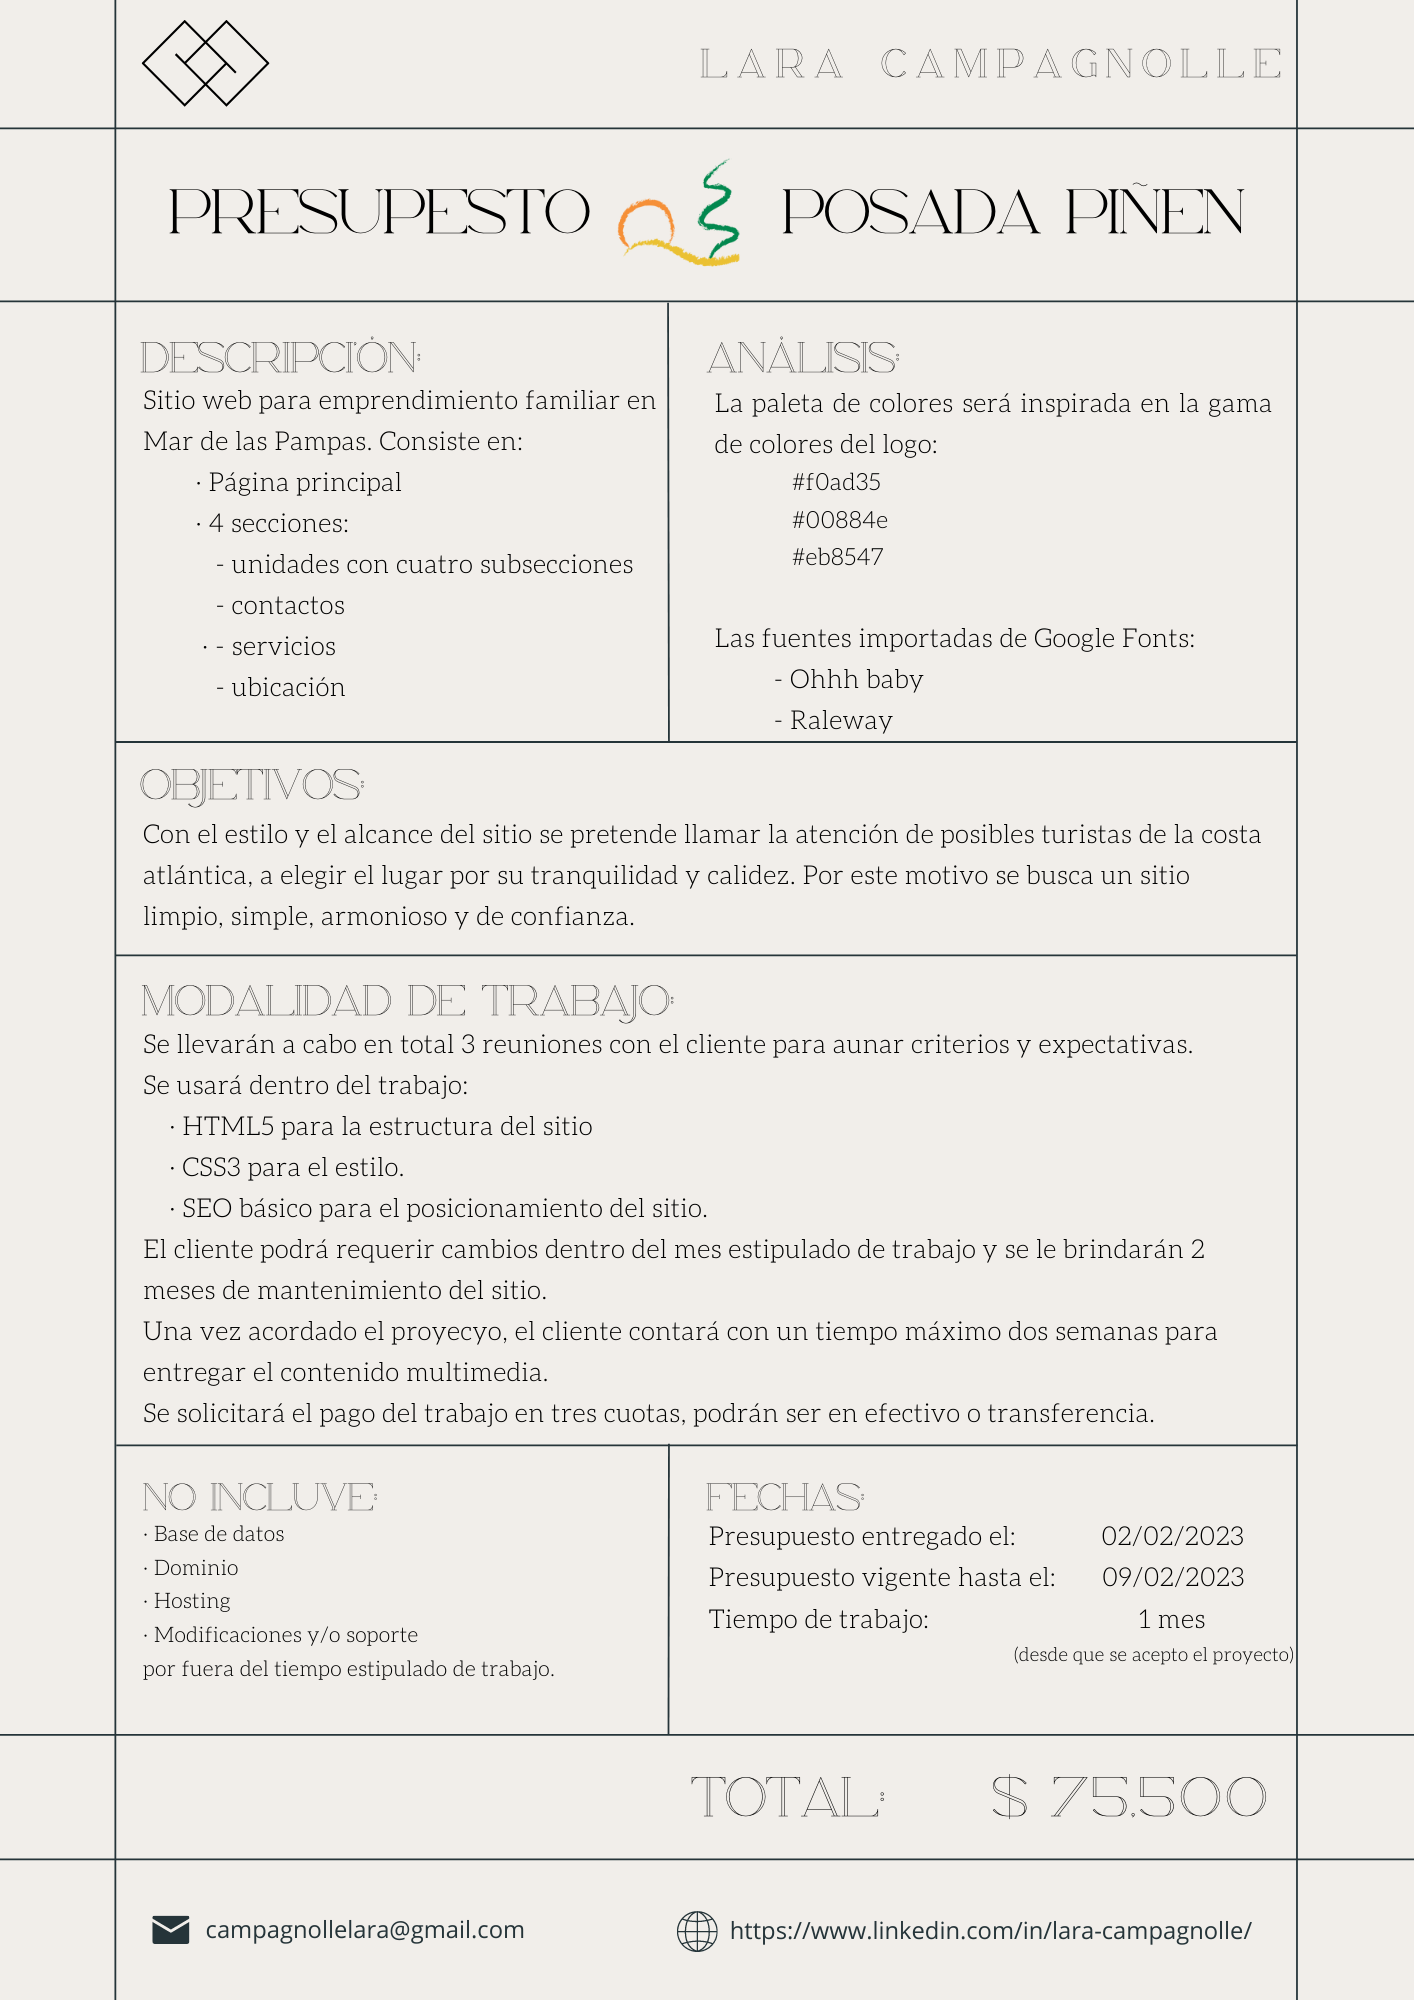 LARA CAMPAGNOLLE
PRESUPESTO POSADA PIÑEN
DESCRIPCIÓN:
Sitio web para emprendimiento familiar en
Mar de las Pampas. Consiste en:
· Página principal
· 4 secciones:
- unidades con cuatro subsecciones
- contactos
· - servicios
- ubicación
ANÁLISIS:
La paleta de colores será inspirada en la gama
de colores del logo:
#f0ad35
#00884e
#eb8547
Las fuentes importadas de Google Fonts:
- Ohhh baby
- Raleway
OBJETIVOS:
Con el estilo y el alcance del sitio se pretende llamar la atención de posibles turistas de la costa
atlántica, a elegir el lugar por su tranquilidad y calidez. Por este motivo se busca un sitio
limpio, simple, armonioso y de confianza.
MODALIDAD DE TRABAJO:
Se llevarán a cabo en total 3 reuniones con el cliente para aunar criterios y expectativas.
Se usará dentro del trabajo:
· HTML5 para la estructura del sitio
· CSS3 para el estilo.
· SEO básico para el posicionamiento del sitio.
El cliente podrá requerir cambios dentro del mes estipulado de trabajo y se le brindarán 2
meses de mantenimiento del sitio.
Una vez acordado el proyecyo, el cliente contará con un tiempo máximo dos semanas para
entregar el contenido multimedia.
Se solicitará el pago del trabajo en tres cuotas, podrán ser en efectivo o transferencia.
NO INCLUVE:
· Base de datos
· Dominio
· Hosting
· Modificaciones y/o soporte
por fuera del tiempo estipulado de trabajo.
FECHAS:
Presupuesto entregado el: 02/02/2023
Presupuesto vigente hasta el: 09/02/2023
Tiempo de trabajo: 1 mes
(desde que se acepto el proyecto)
TOTAL: $ 75.500
campagnollelara@gmail.com
https://www.linkedin.com/in/lara-campagnolle/